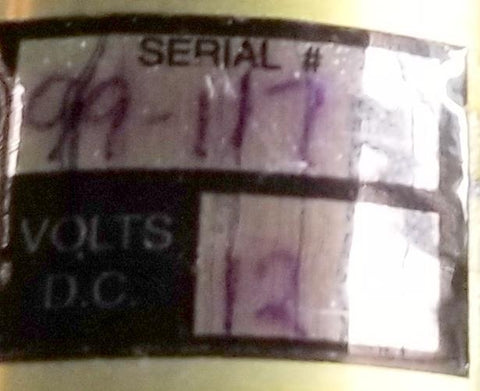 SERIAL #
99-117
VOLTS
D.C.
12